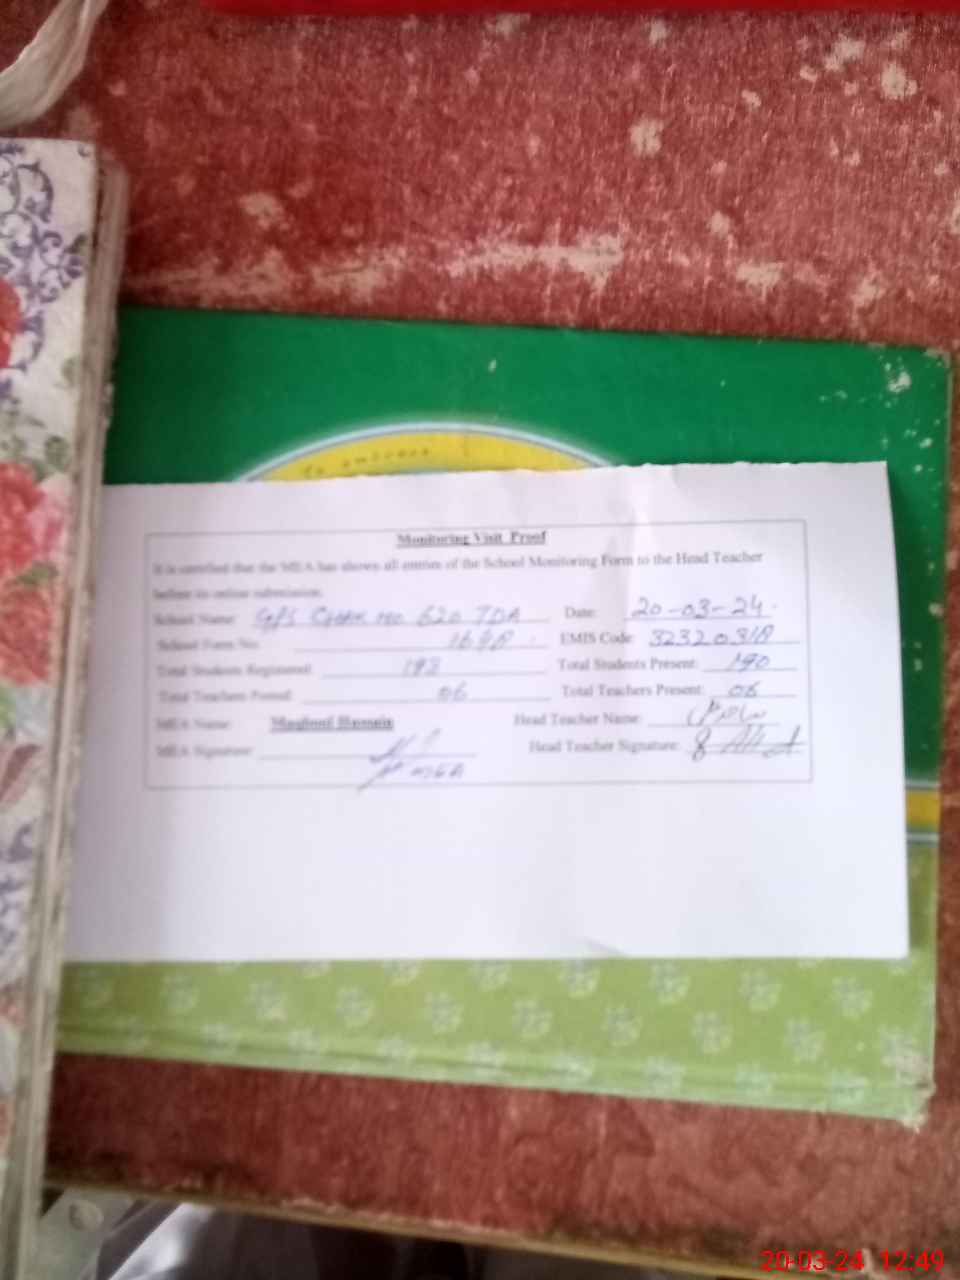 Monitoring Visit Proof
It is certified that the MEA has shown all entries of the School Monitoring Form to the Head Teacher
before its online submission.
School Name: GPS Chak no. 620 TDA Date: 20-03-24.
School Form No. EMIS Code: 32320318
Total Students Registered: 193 Total Students Present: 190
Total Teachers Posted: 06 Total Teachers Present: 06
MEA Name: Maqbool Hussain Head Teacher Name:
MEA Signature: Head Teacher Signature:
MEA
20-03-24 12:49